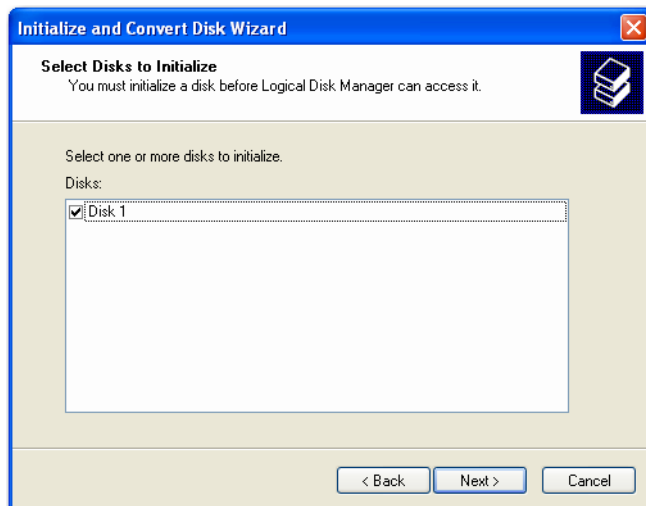 Initialize and Convert Disk Wizard
Select Disks to Initialize
You must initialize a disk before Logical Disk Manager can access it.
Select one or more disks to initialize.
Disks:
Disk 1
< Back Next > Cancel